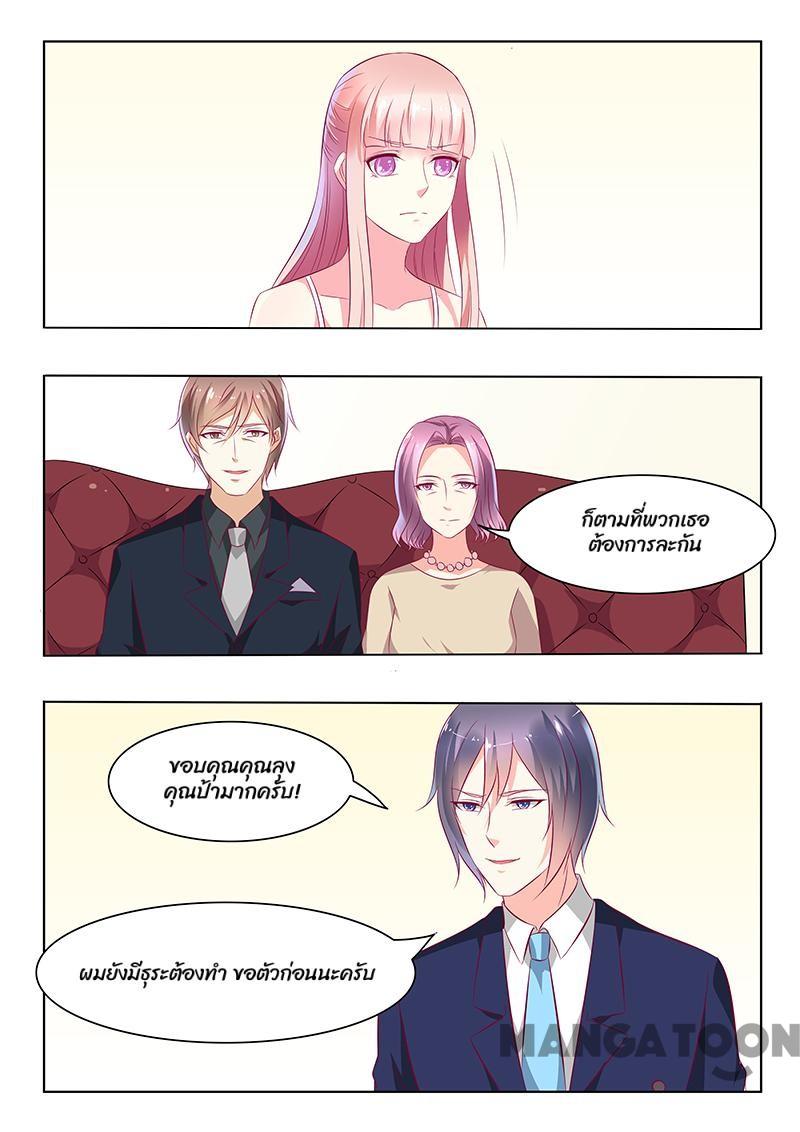 ก็ตามที่พวกเธอ
ต้องการละกัน
ขอบคุณคุณลุง
คุณป้ามากครับ!
ผมยังมีธุระต้องทำ ขอตัวก่อนนะครับ
MANGATOON